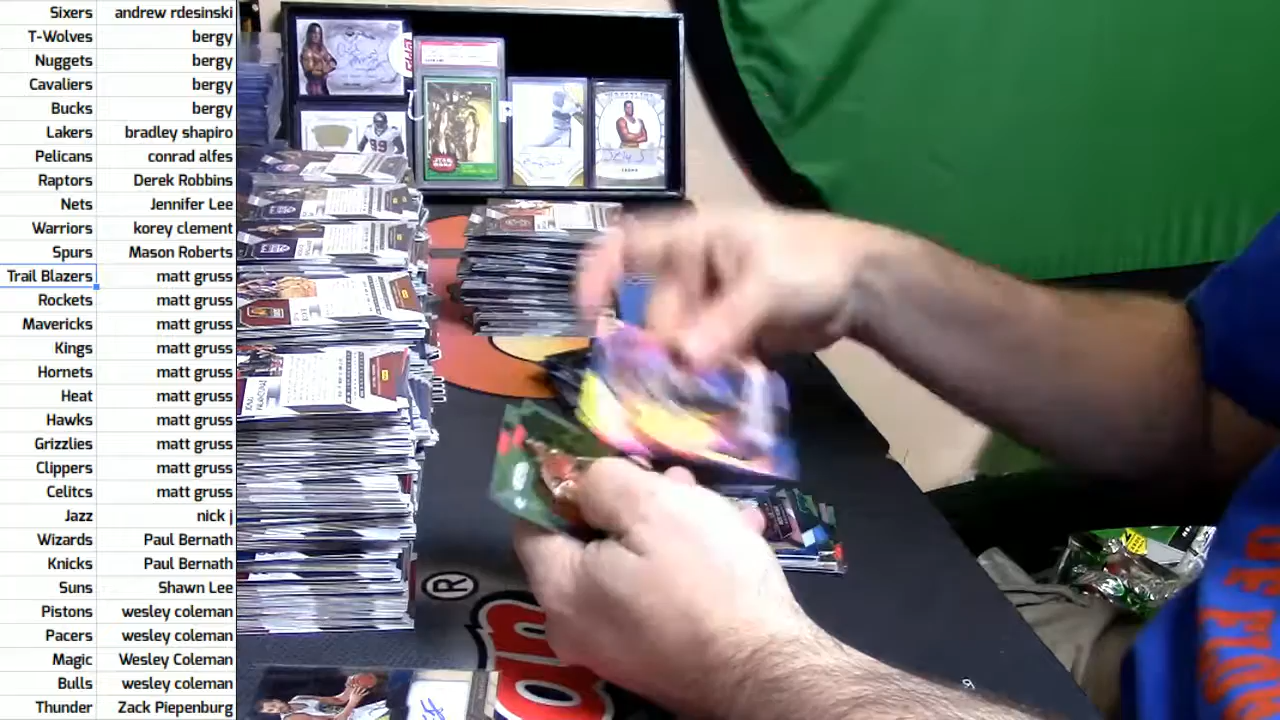 Sixers andrew rdesinski
T-Wolves bergy
Nuggets bergy
Cavaliers bergy
Bucks bergy
Lakers bradley shapiro
Pelicans conrad alfes
Raptors Derek Robbins
Nets Jennifer Lee
Warriors korey clement
Spurs Mason Roberts
Trail Blazers matt gruss
Rockets matt gruss
Mavericks matt gruss
Kings matt gruss
Hornets matt gruss
Heat matt gruss
Hawks matt gruss
Grizzlies matt gruss
Clippers matt gruss
Celitcs matt gruss
Jazz nick j
Wizards Paul Bernath
Knicks Paul Bernath
Suns Shawn Lee
Pistons wesley coleman
Pacers wesley coleman
Magic Wesley Coleman
Bulls wesley coleman
Thunder Zack Piepenburg
STAR WARS
99
®